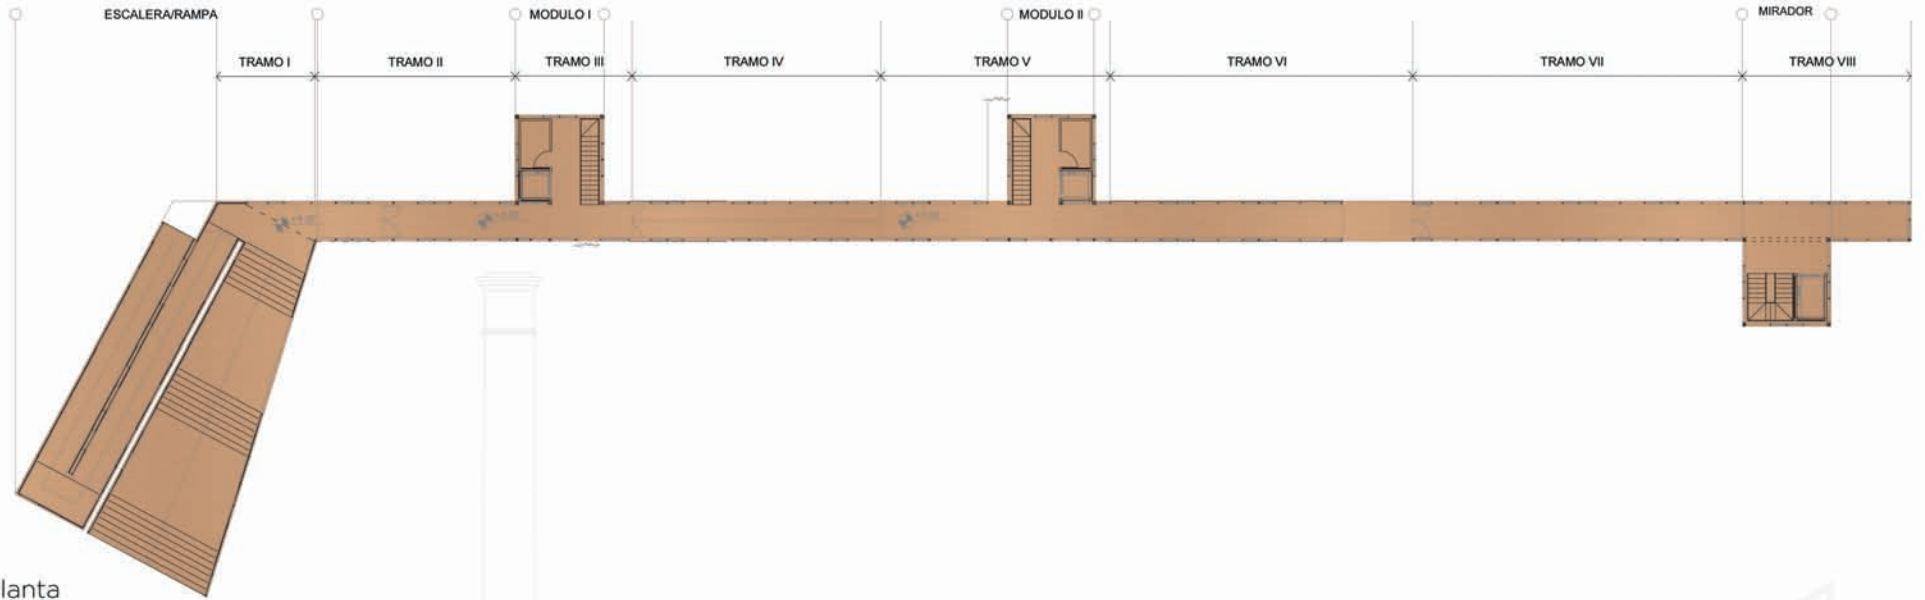 ESCALERA/RAMPA
MODULO I
MODULO II
MIRADOR
TRAMO I
TRAMO II
TRAMO III
TRAMO IV
TRAMO V
TRAMO VI
TRAMO VII
TRAMO VIII
lanta